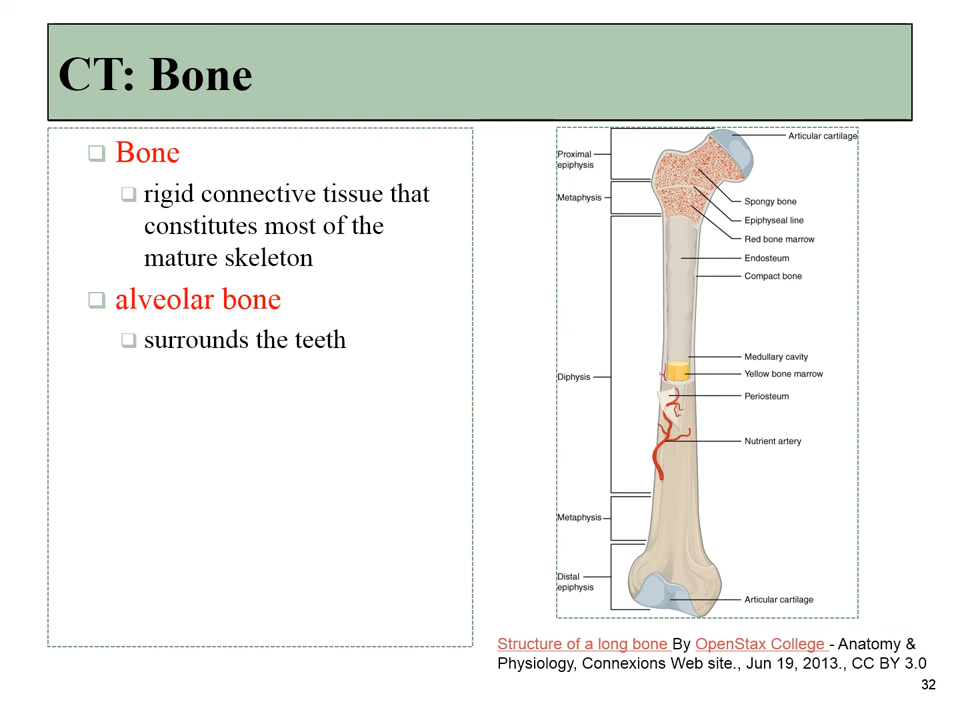 CT: Bone
Bone
rigid connective tissue that
constitutes most of the
mature skeleton
alveolar bone
surrounds the teeth
Articular cartilage
Proximal
epiphysis
Metaphysis
Spongy bone
Epiphyseal line
Red bone marrow
Endosteum
Compact bone
Medullary cavity
Yellow bone marrow
Diphysis
Periosteum
Nutrient artery
Metaphysis
Distal
epiphysis
Articular cartilage
Structure of a long bone By OpenStax College - Anatomy &
Physiology, Connexions Web site., Jun 19, 2013., CC BY 3.0
32